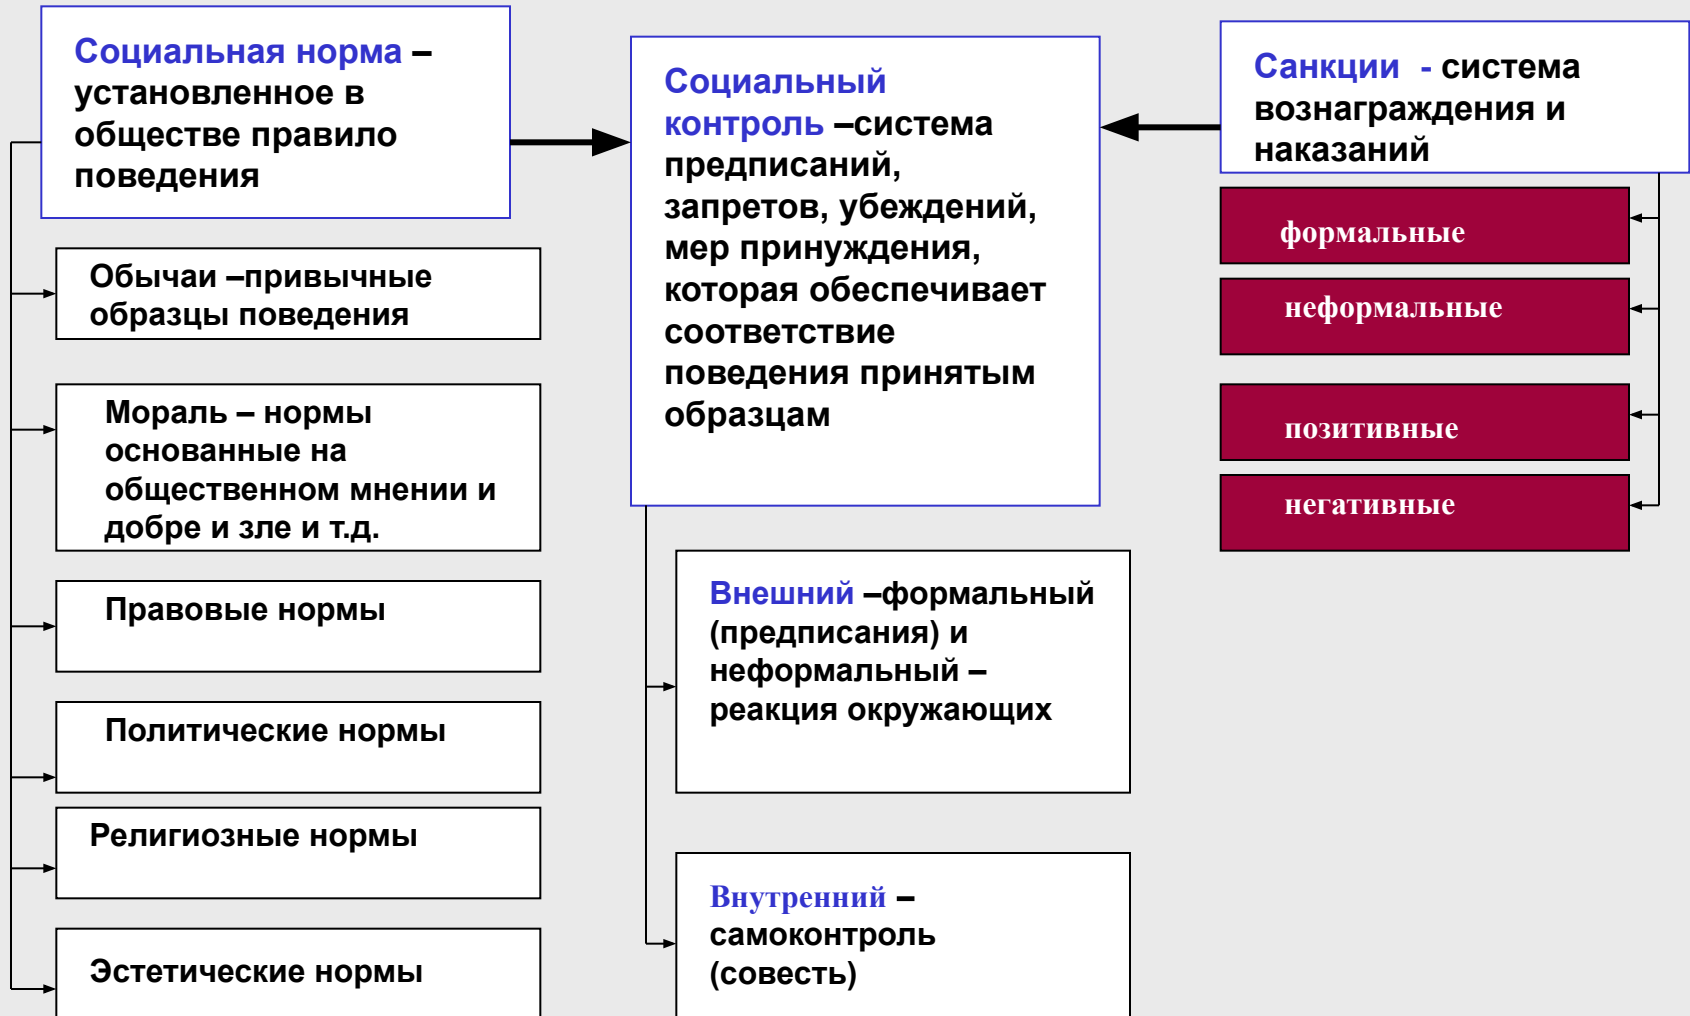 Социальная норма –
установленное в
обществе правило
поведения
Обычаи –привычные
образцы поведения
Мораль – нормы
основанные на
общественном мнении и
добре и зле и т.д.
Правовые нормы
Политические нормы
Религиозные нормы
Эстетические нормы
Социальный
контроль –система
предписаний,
запретов, убеждений,
мер принуждения,
которая обеспечивает
соответствие
поведения принятым
образцам
Внешний –формальный
(предписания) и
неформальный –
реакция окружающих
Внутренний –
самоконтроль
(совесть)
Санкции - система
вознаграждения и
наказаний
формальные
неформальные
позитивные
негативные